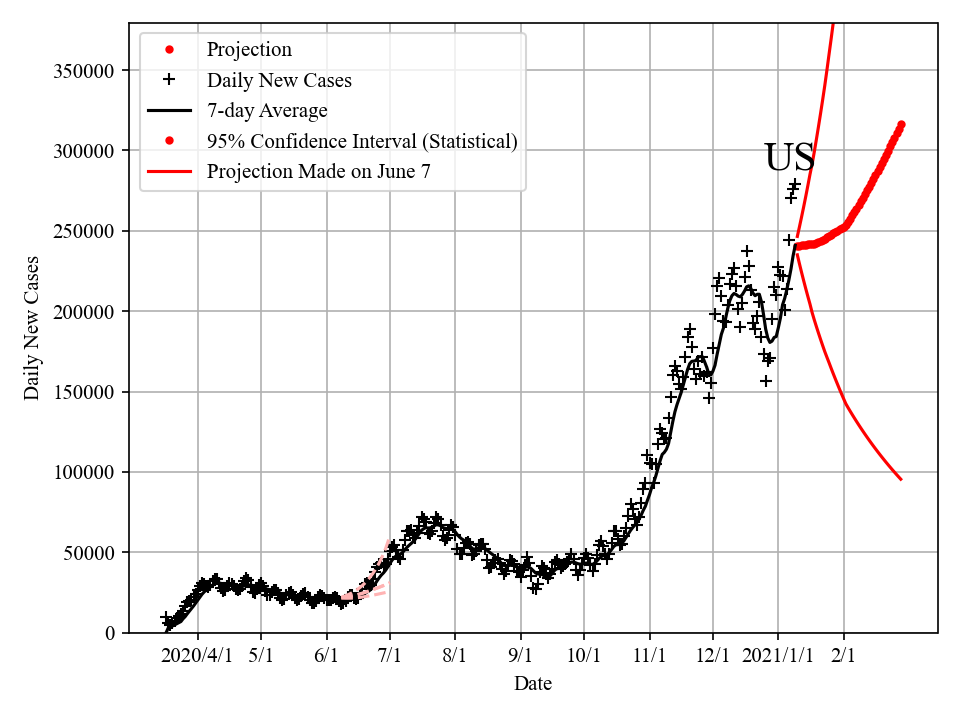 Projection
Daily New Cases
7-day Average
95% Confidence Interval (Statistical)
Projection Made on June 7
US
350000
300000
250000
200000
150000
100000
50000
0
Daily New Cases
2020/4/1 5/1 6/1 7/1 8/1 9/1 10/1 11/1 12/1 2021/1/1 2/1
Date